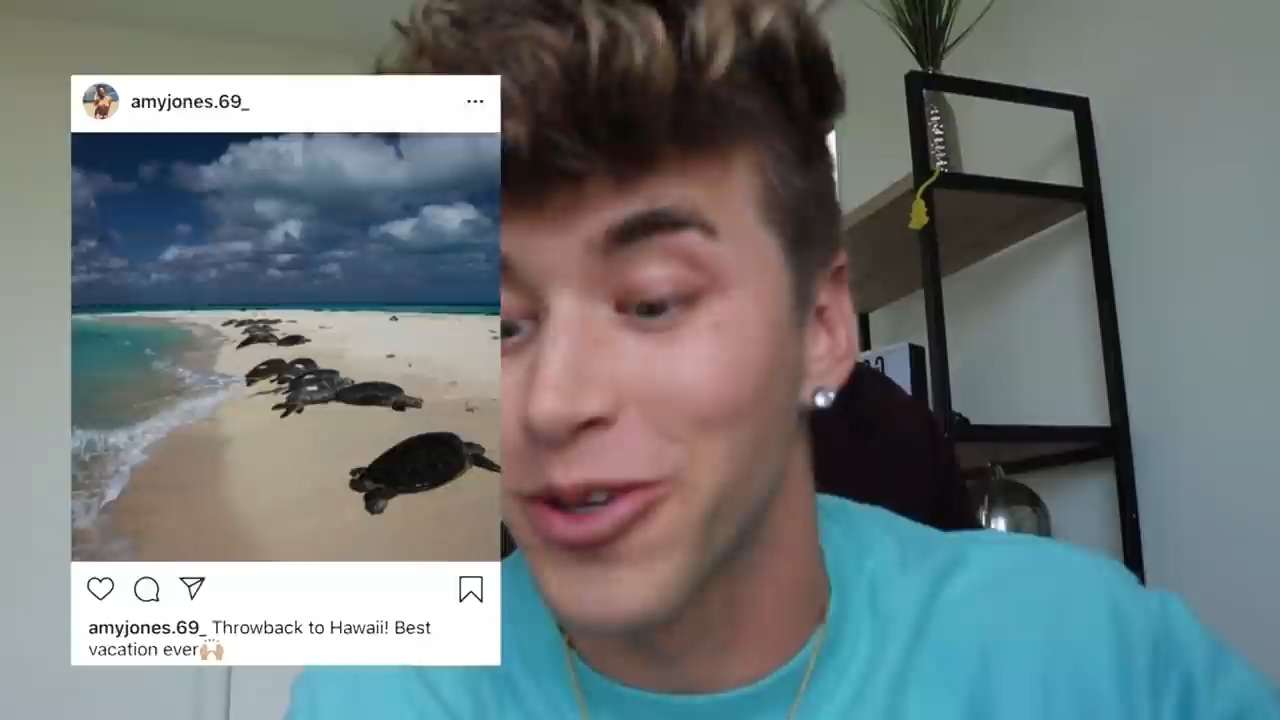 amyjones.69_
amyjones.69_ Throwback to Hawaii! Best
vacation ever🙌🏼